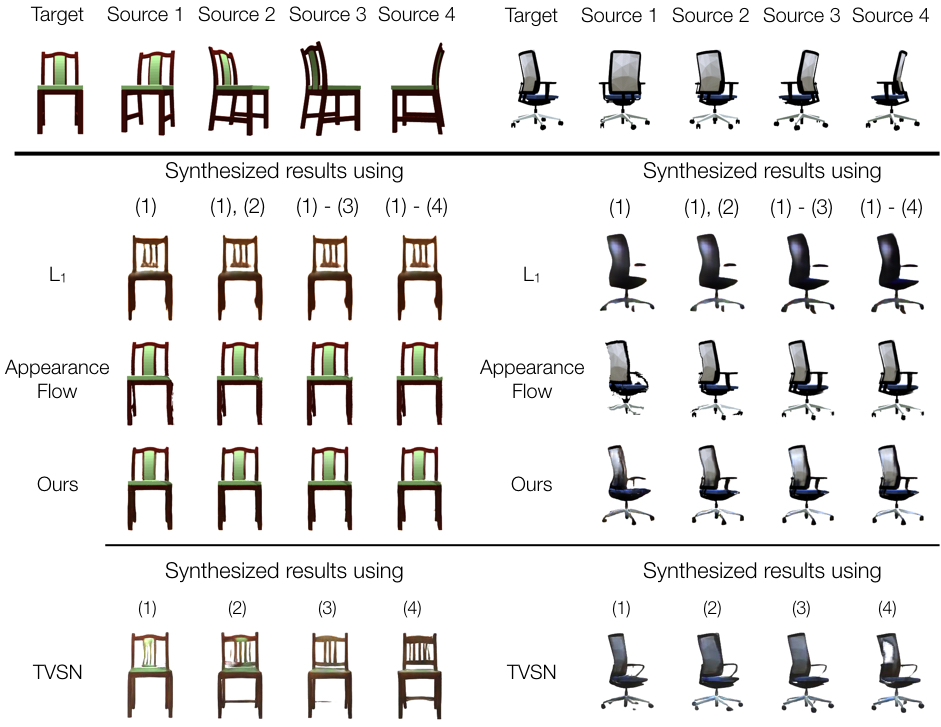 Target Source 1 Source 2 Source 3 Source 4 Target Source 1 Source 2 Source 3 Source 4
Synthesized results using Synthesized results using
(1) (1), (2) (1) - (3) (1) - (4) (1) (1), (2) (1) - (3) (1) - (4)
L1 L1
Appearance Flow Appearance Flow
Ours Ours
Synthesized results using Synthesized results using
(1) (2) (3) (4) (1) (2) (3) (4)
TVSN TVSN